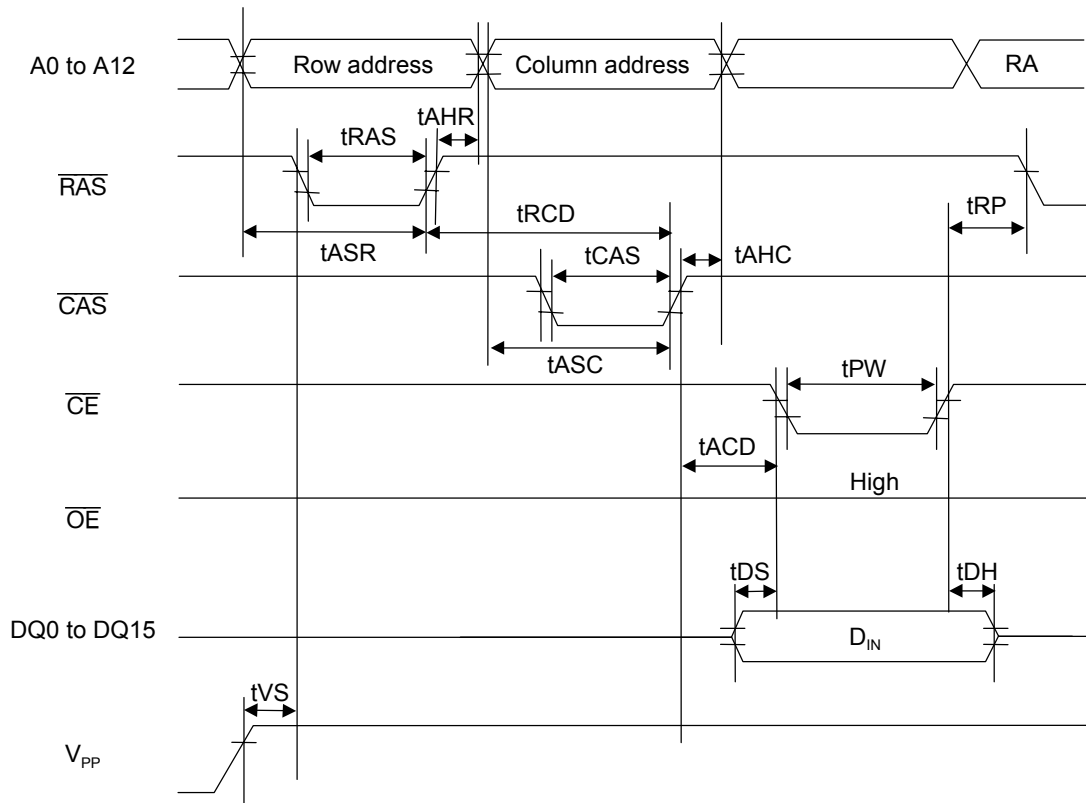 A0 to A12
Row address
Column address
RA
tAHR
tRAS
RAS
tRCD
tRP
tASR
tCAS
tAHC
CAS
tASC
tPW
CE
tACD
High
OE
tDS
tDH
DQ0 to DQ15
DIN
tVS
VPP